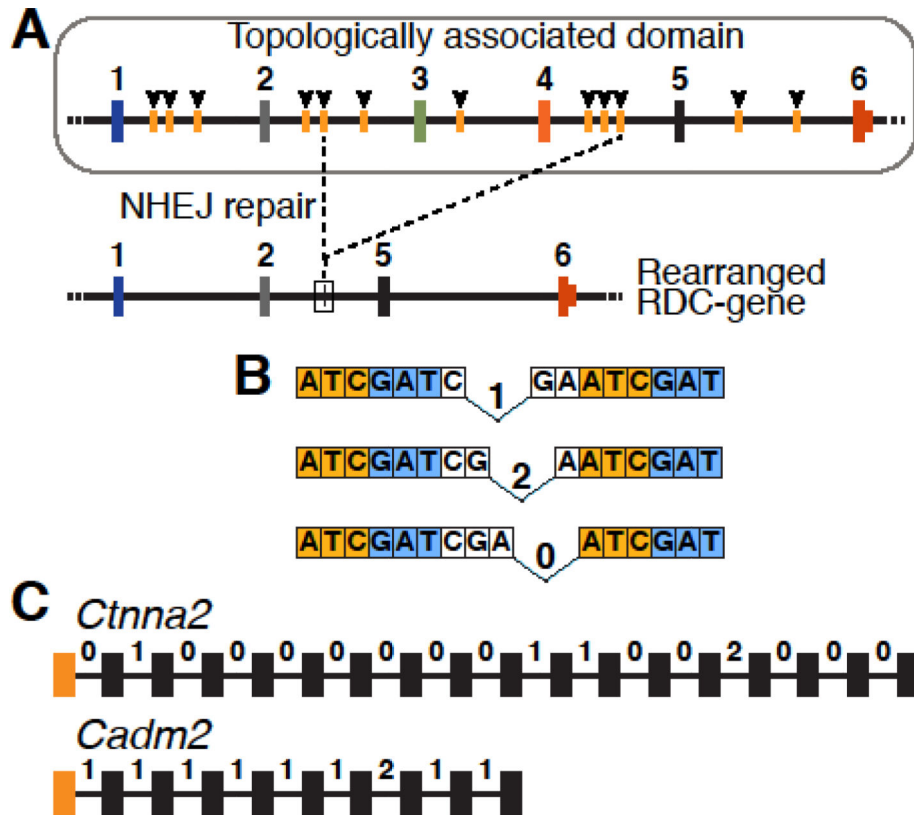 A
Topologically associated domain
1 2 3 4 5 6
NHEJ repair
1 2 5 6
Rearranged
RDC-gene
B
ATCGATC 1 GAATCGAT
ATCGATCG 2 AATCGAT
ATCGATCGA 0 ATCGAT
C
Ctnna2
0 1 0 0 0 0 0 0 0 1 1 0 0 2 0 0 0
Cadm2
1 1 1 1 1 1 2 1 1